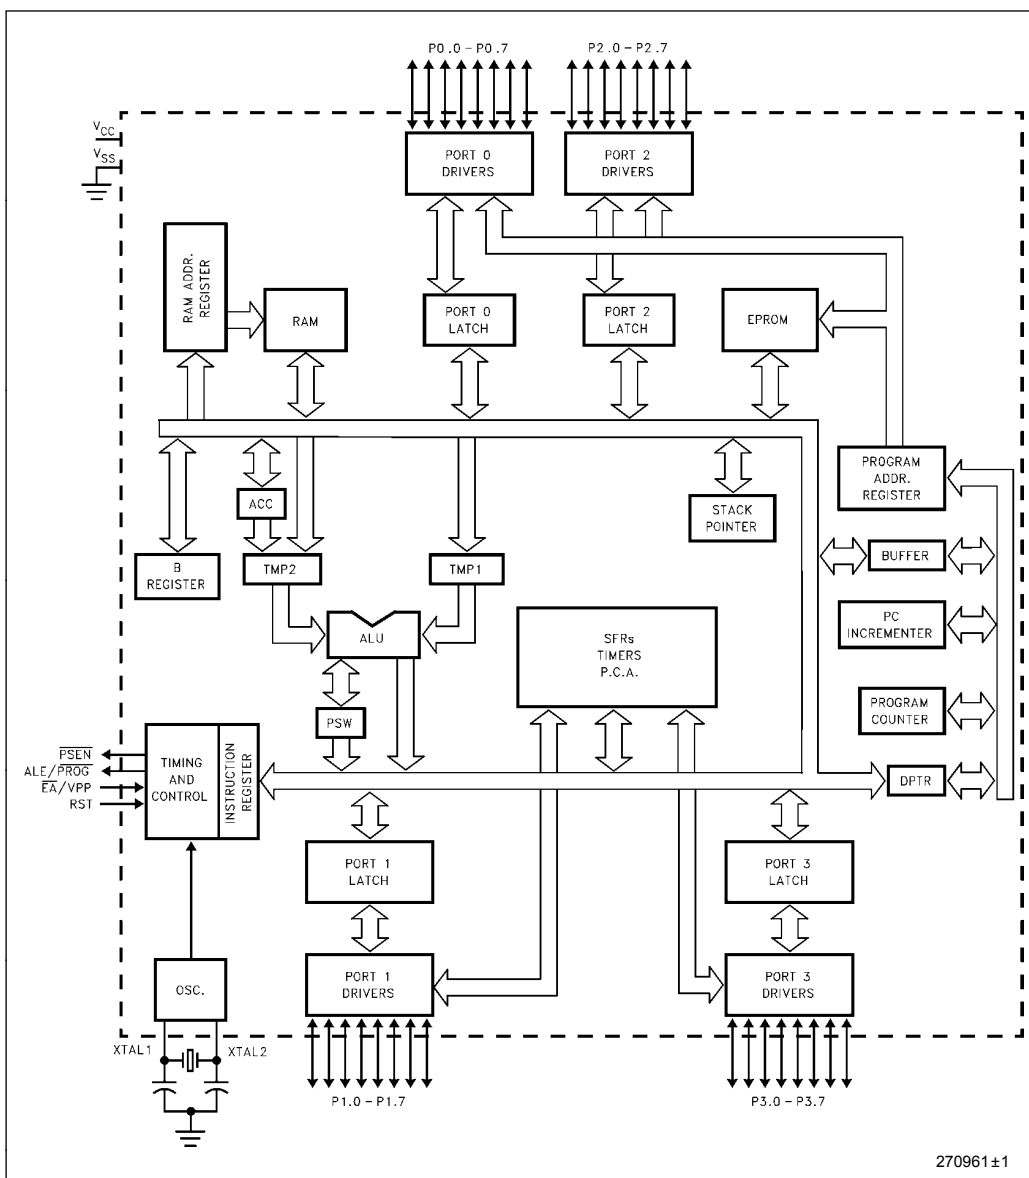 P0.0 – P0.7
P2.0 – P2.7
VCC
VSS
PORT 0
DRIVERS
PORT 2
DRIVERS
RAM ADDR.
REGISTER
RAM
PORT 0
LATCH
PORT 2
LATCH
EPROM
PROGRAM
ADDR.
REGISTER
ACC
STACK
POINTER
B
REGISTER
TMP2
TMP1
BUFFER
ALU
SFRs
TIMERS
P.C.A.
PC
INCREMENTER
PSW
PROGRAM
COUNTER
PSEN
ALE/PROG
EA/VPP
RST
TIMING
AND
CONTROL
INSTRUCTION
REGISTER
DPTR
PORT 1
LATCH
PORT 3
LATCH
OSC.
PORT 1
DRIVERS
PORT 3
DRIVERS
XTAL1
XTAL2
P1.0 – P1.7
P3.0 – P3.7
270961±1